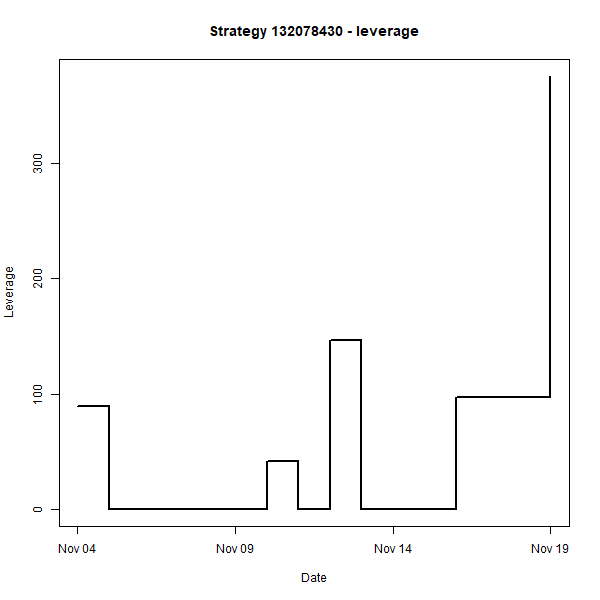 Strategy 132078430 - leverage
Leverage
300
200
100
0
Nov 04
Nov 09
Nov 14
Nov 19
Date